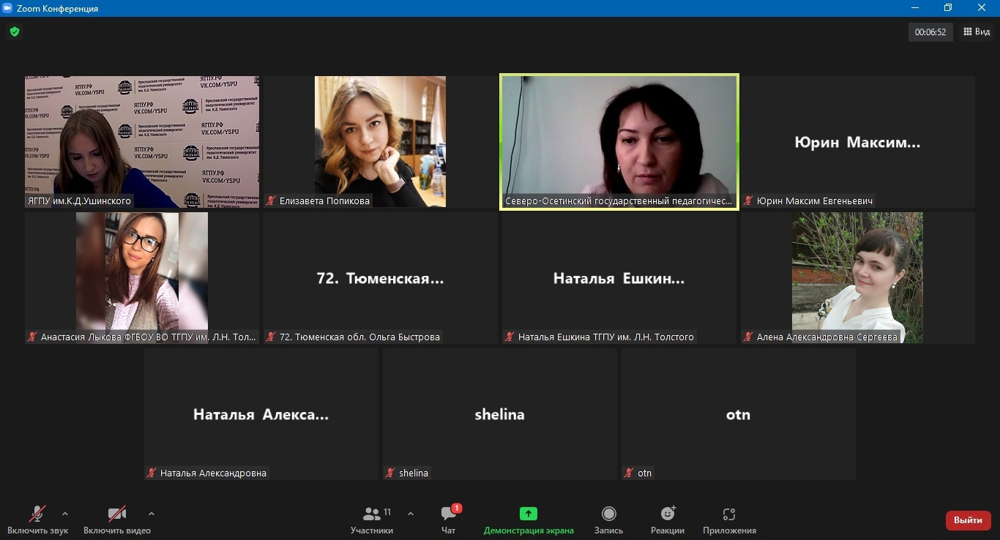 Zoom Конференция
00:06:52
Вид
ЯГПУ.РФ
VK.COM/YSPU
Ярославский государственный
педагогический университет
им. К.Д. Ушинского
ЯГПУ им.К.Д.Ушинского
Елизавета Попикова
Северо-Осетинский государственный педагогичес...
Юрин Максим...
Юрин Максим Евгеньевич
Анастасия Лыкова ФГБОУ ВО ТГПУ им. Л.Н. Тол...
72. Тюменская...
72. Тюменская обл. Ольга Быстрова
Наталья Ешкин...
Наталья Ешкина ТГПУ им. Л.Н. Толстого
Алена Александровна Сергеева
Наталья Алекса...
Наталья Александровна
shelina
shelina
otn
otn
Включить звук
Включить видео
11
Участники
1
Чат
Демонстрация экрана
Запись
Реакции
Приложения
Выйти